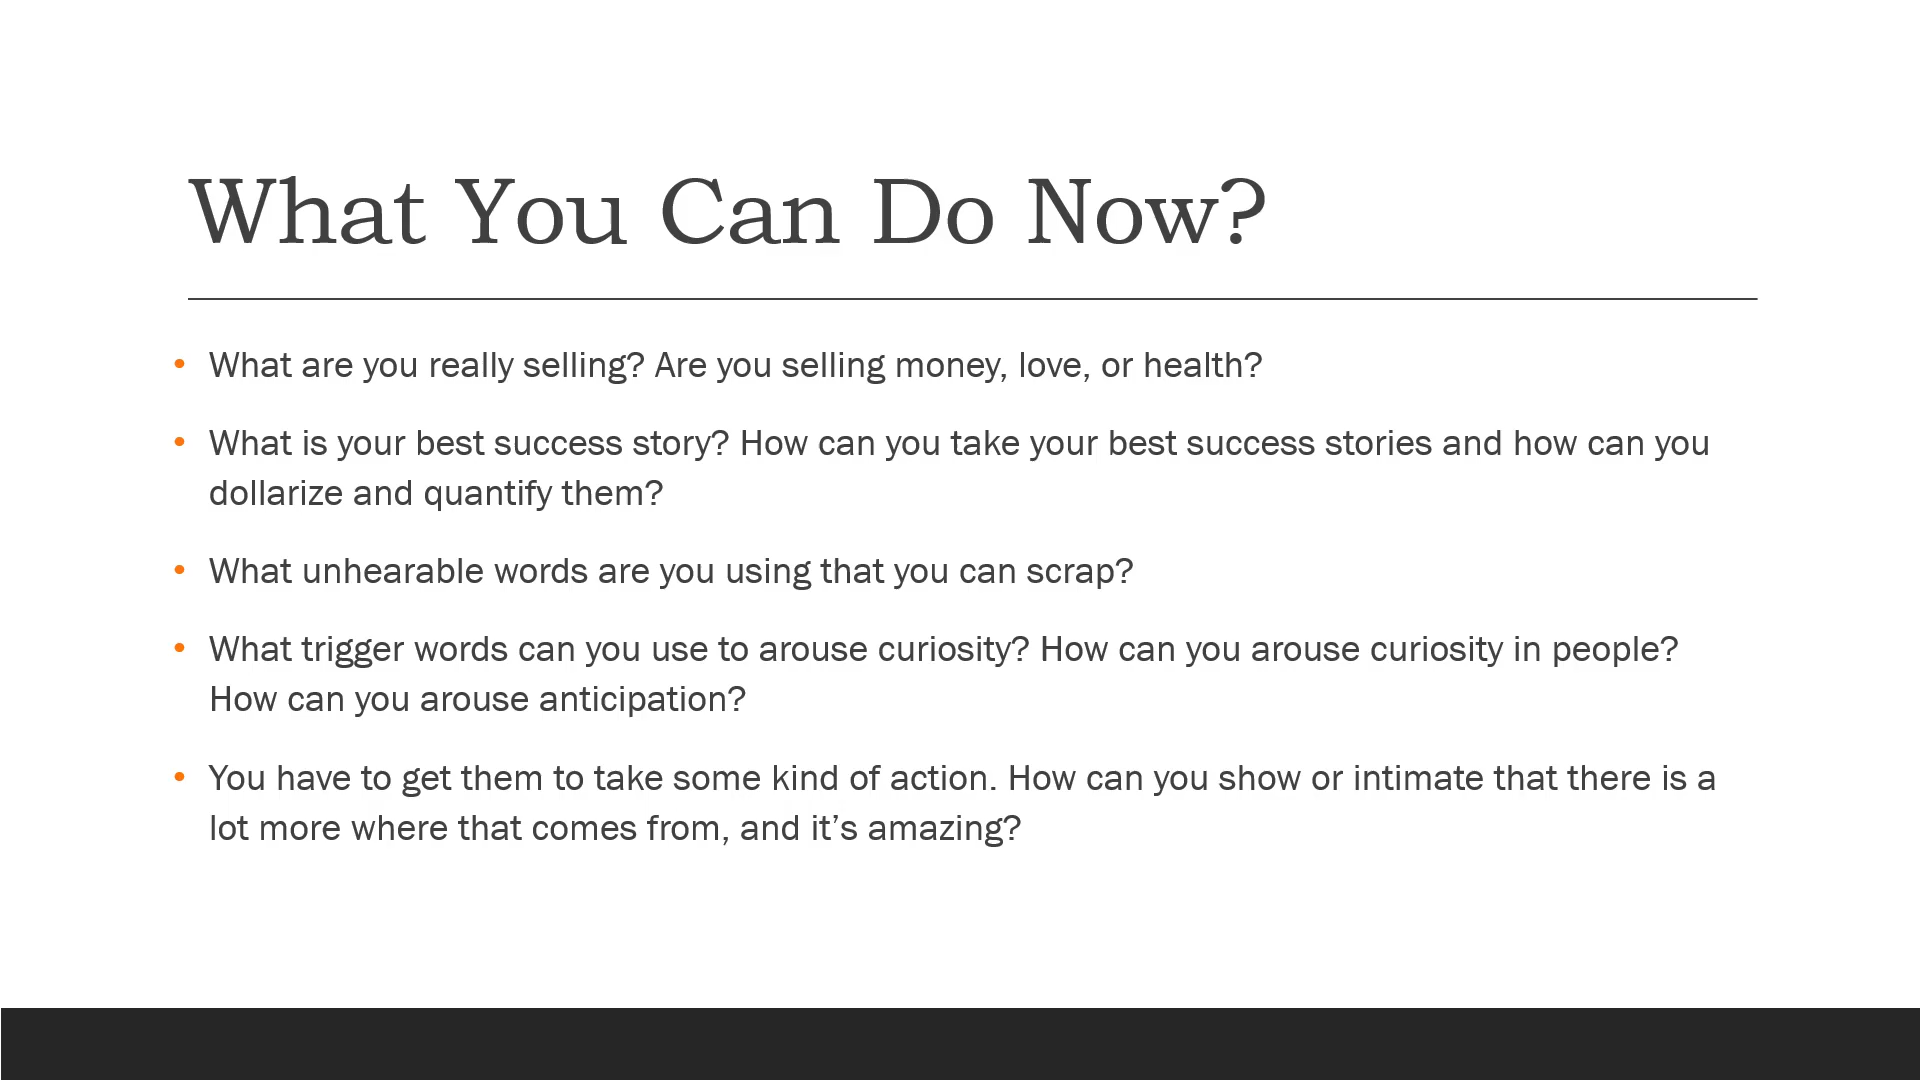 What You Can Do Now?
• What are you really selling? Are you selling money, love, or health?
• What is your best success story? How can you take your best success stories and how can you
dollarize and quantify them?
• What unhearable words are you using that you can scrap?
• What trigger words can you use to arouse curiosity? How can you arouse curiosity in people?
How can you arouse anticipation?
• You have to get them to take some kind of action. How can you show or intimate that there is a
lot more where that comes from, and it’s amazing?